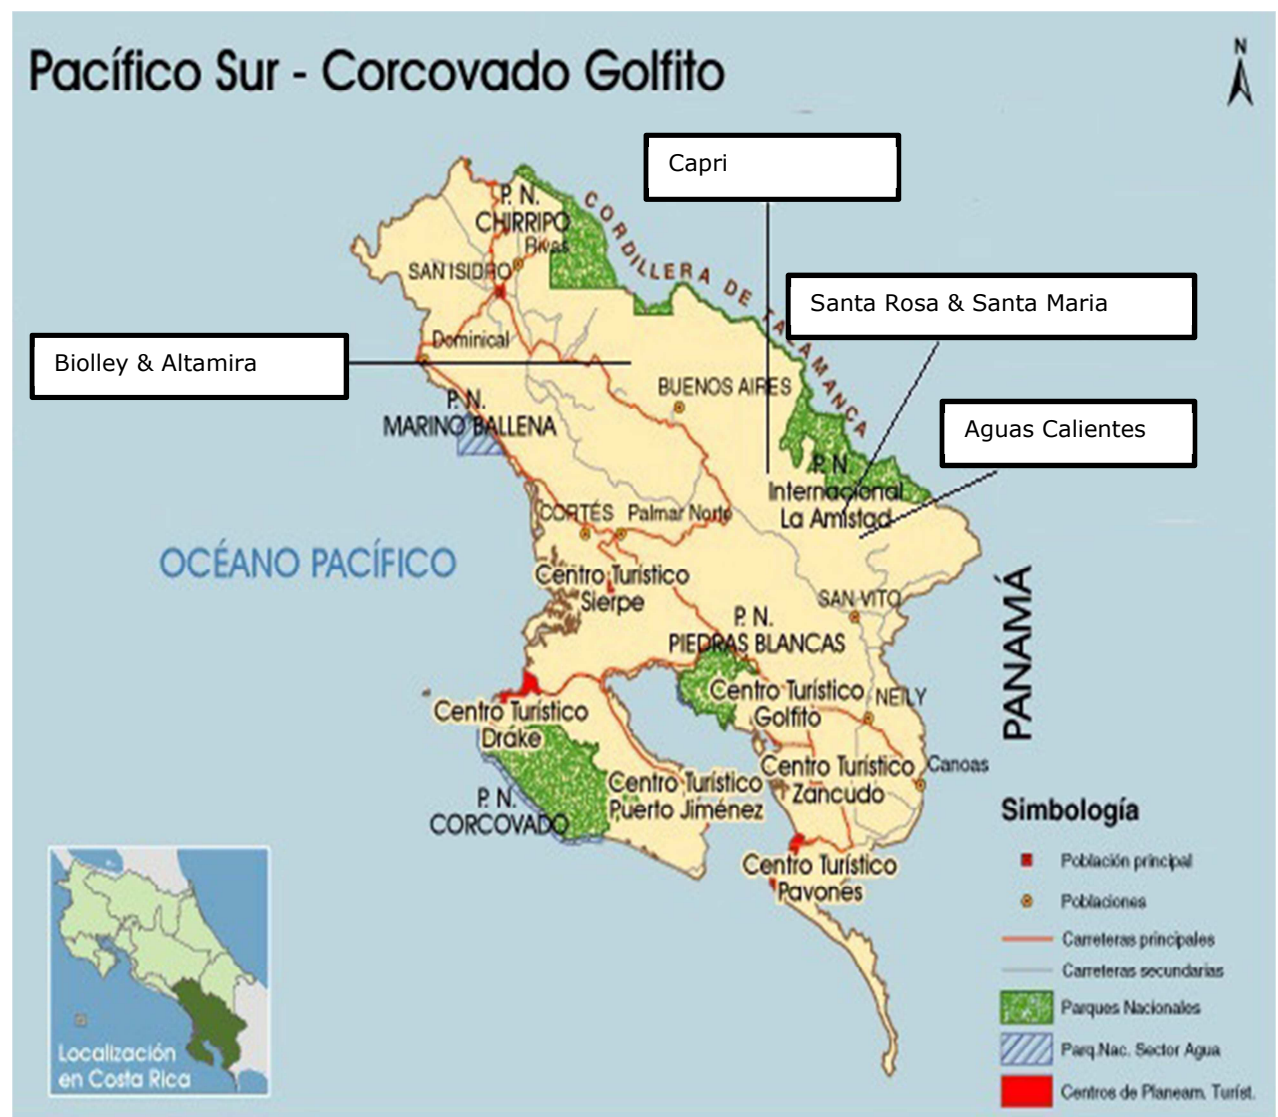 Pacífico Sur - Corcovado Golfito
N
Capri
P. N.
CHIRRIPO
Rivas
CORDILLERA DE TALAMANCA
SAN ISIDRO
Santa Rosa & Santa Maria
Dominical
Biolley & Altamira
BUENOS AIRES
P. N.
MARINO BALLENA
Aguas Calientes
P. N.
Internacional
La Amistad
CORTÉS
Palmar Norte
OCÉANO PACÍFICO
Centro Turístico
Sierpe
SAN VITO
PANAMÁ
P. N.
PIEDRAS BLANCAS
Centro Turístico
Golfito
NEILY
Centro Turístico
Drake
Centro Turístico
Zancudo
Canoas
Centro Turístico
Puerto Jiménez
P. N.
CORCOVADO
Centro Turístico
Pavones
Simbología
Población principal
Poblaciones
Carreteras principales
Carreteras secundarias
Parques Nacionales
Parq.Nac. Sector Agua
Centros de Planeam. Turíst.
Localización
en Costa Rica